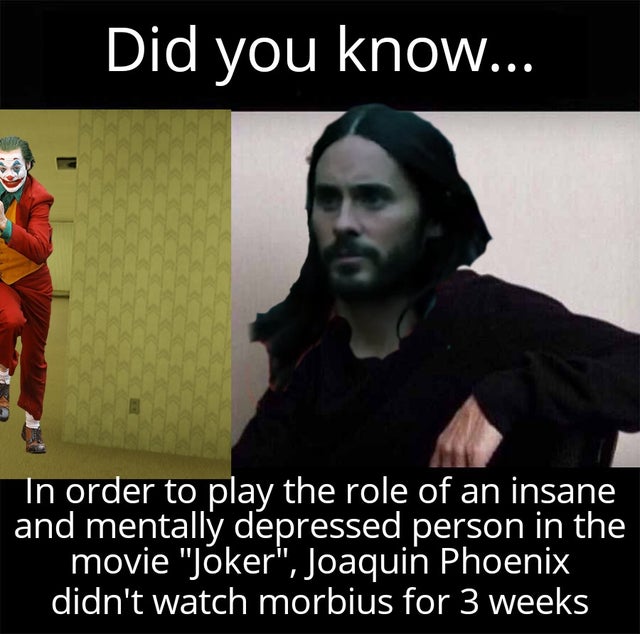 Did you know...
In order to play the role of an insane
and mentally depressed person in the
movie "Joker", Joaquin Phoenix
didn't watch morbius for 3 weeks